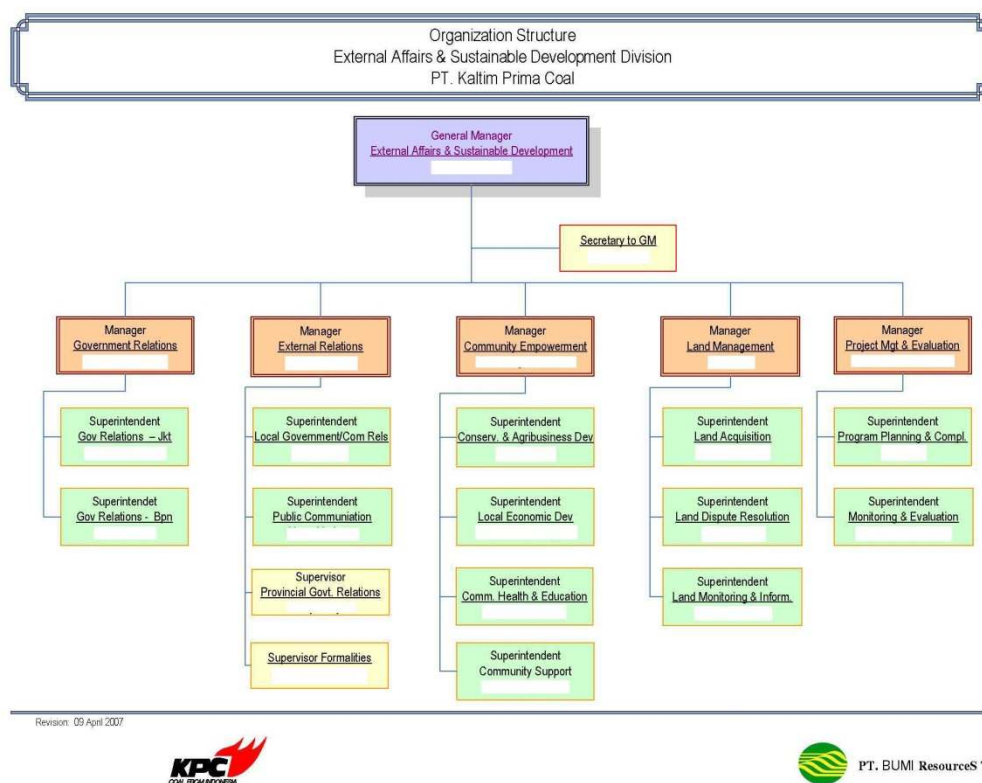 Organization Structure
External Affairs & Sustainable Development Division
PT. Kaltim Prima Coal
General Manager
External Affairs & Sustainable Development
Secretary to GM
Manager
Government Relations
Manager
External Relations
Manager
Community Empowerment
Manager
Land Management
Manager
Project Mgt & Evaluation
Superintendent
Gov Relations – Jkt
Superintendent
Local Government/Com Rels
Superintendent
Conserv. & Agribusiness Dev
Superintendent
Land Acquisition
Superintendent
Program Planning & Compl.
Superintendet
Gov Relations - Bpn
Superintendent
Public Communiation
Superintendent
Local Economic Dev
Superintendent
Land Dispute Resolution
Superintendent
Monitoring & Evaluation
Supervisor
Provincial Govt. Relations
Superintendent
Comm. Health & Education
Superintendent
Land Monitoring & Inform.
Supervisor Formalities
Superintendent
Community Support
Revision: 09 April 2007
KPC
COAL FROM INDONESIA
PT. BUMI ResourceS